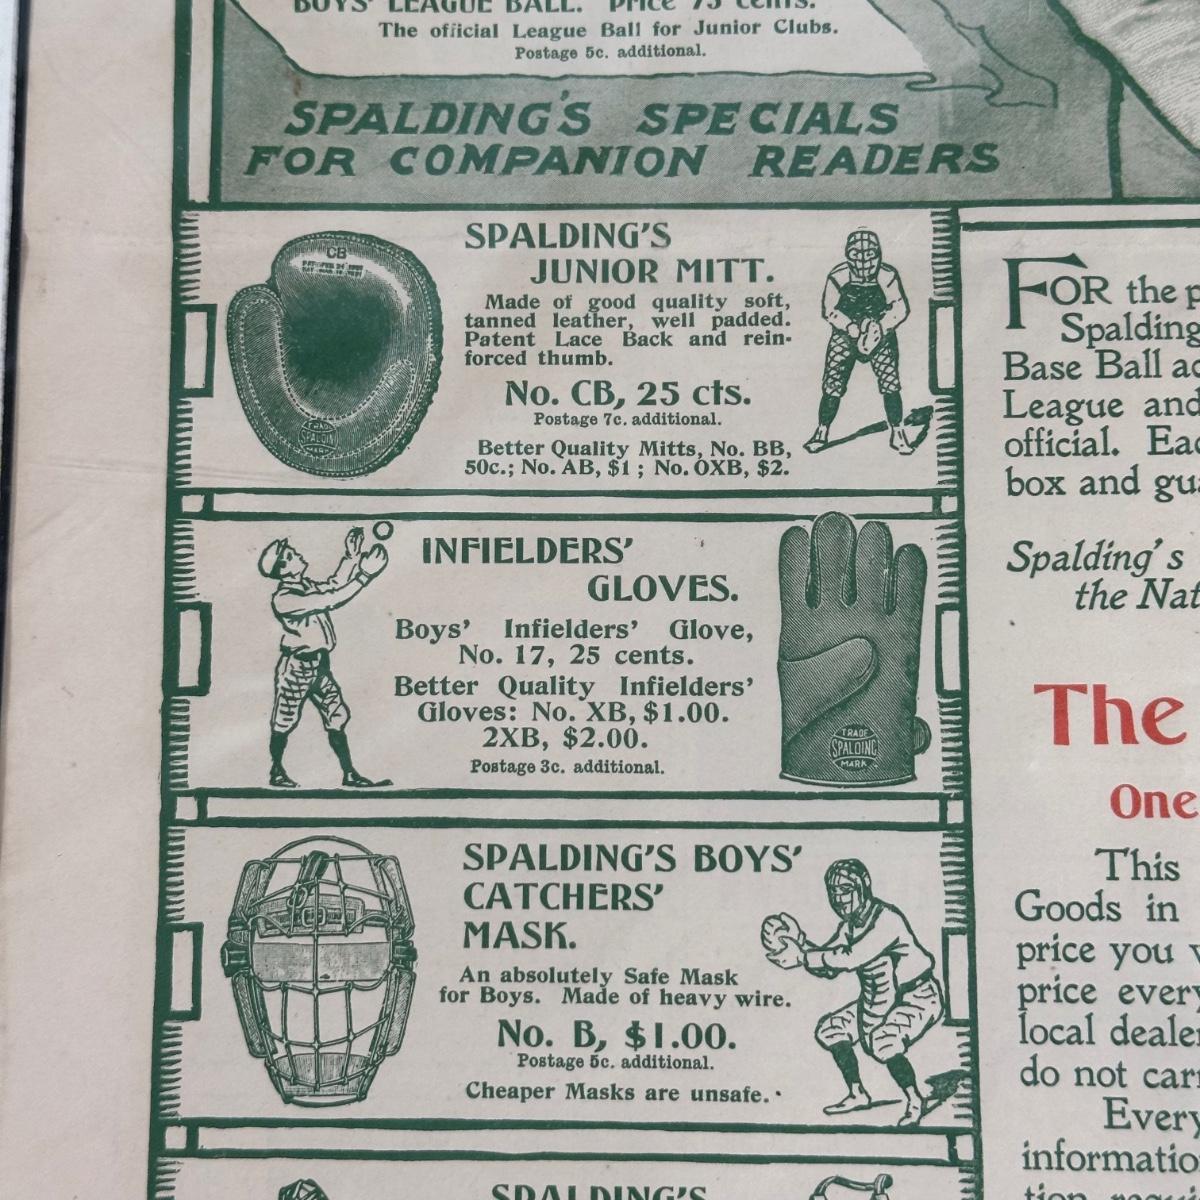 BOYS' LEAGUE BALL. Price 75 cents.
The official League Ball for Junior Clubs.
Postage 5c. additional.
SPALDING'S SPECIALS
FOR COMPANION READERS
CB
SPALDING'S
JUNIOR MITT.
Made of good quality soft,
tanned leather, well padded.
Patent Lace Back and rein-
forced thumb.
No. CB, 25 cts.
Postage 7c. additional.
Better Quality Mitts, No. BB,
50c.; No. AB, $1; No. OXB, $2.
TRADE
SPALDING
MARK
INFIELDERS'
GLOVES.
Boys' Infielders' Glove,
No. 17, 25 cents.
Better Quality Infielders'
Gloves: No. XB, $1.00.
2XB, $2.00.
Postage 3c. additional.
TRADE
SPALDING
MARK
SPALDING'S BOYS'
CATCHERS'
MASK.
An absolutely Safe Mask
for Boys. Made of heavy wire.
No. B, $1.00.
Postage 5c. additional.
Cheaper Masks are unsafe.
SPALDING'S
FOR the
Spalding
Base Ball
League and
official.
box and
Spalding's
the
The
One
This
Goods in
price you
price
local
do not
Every